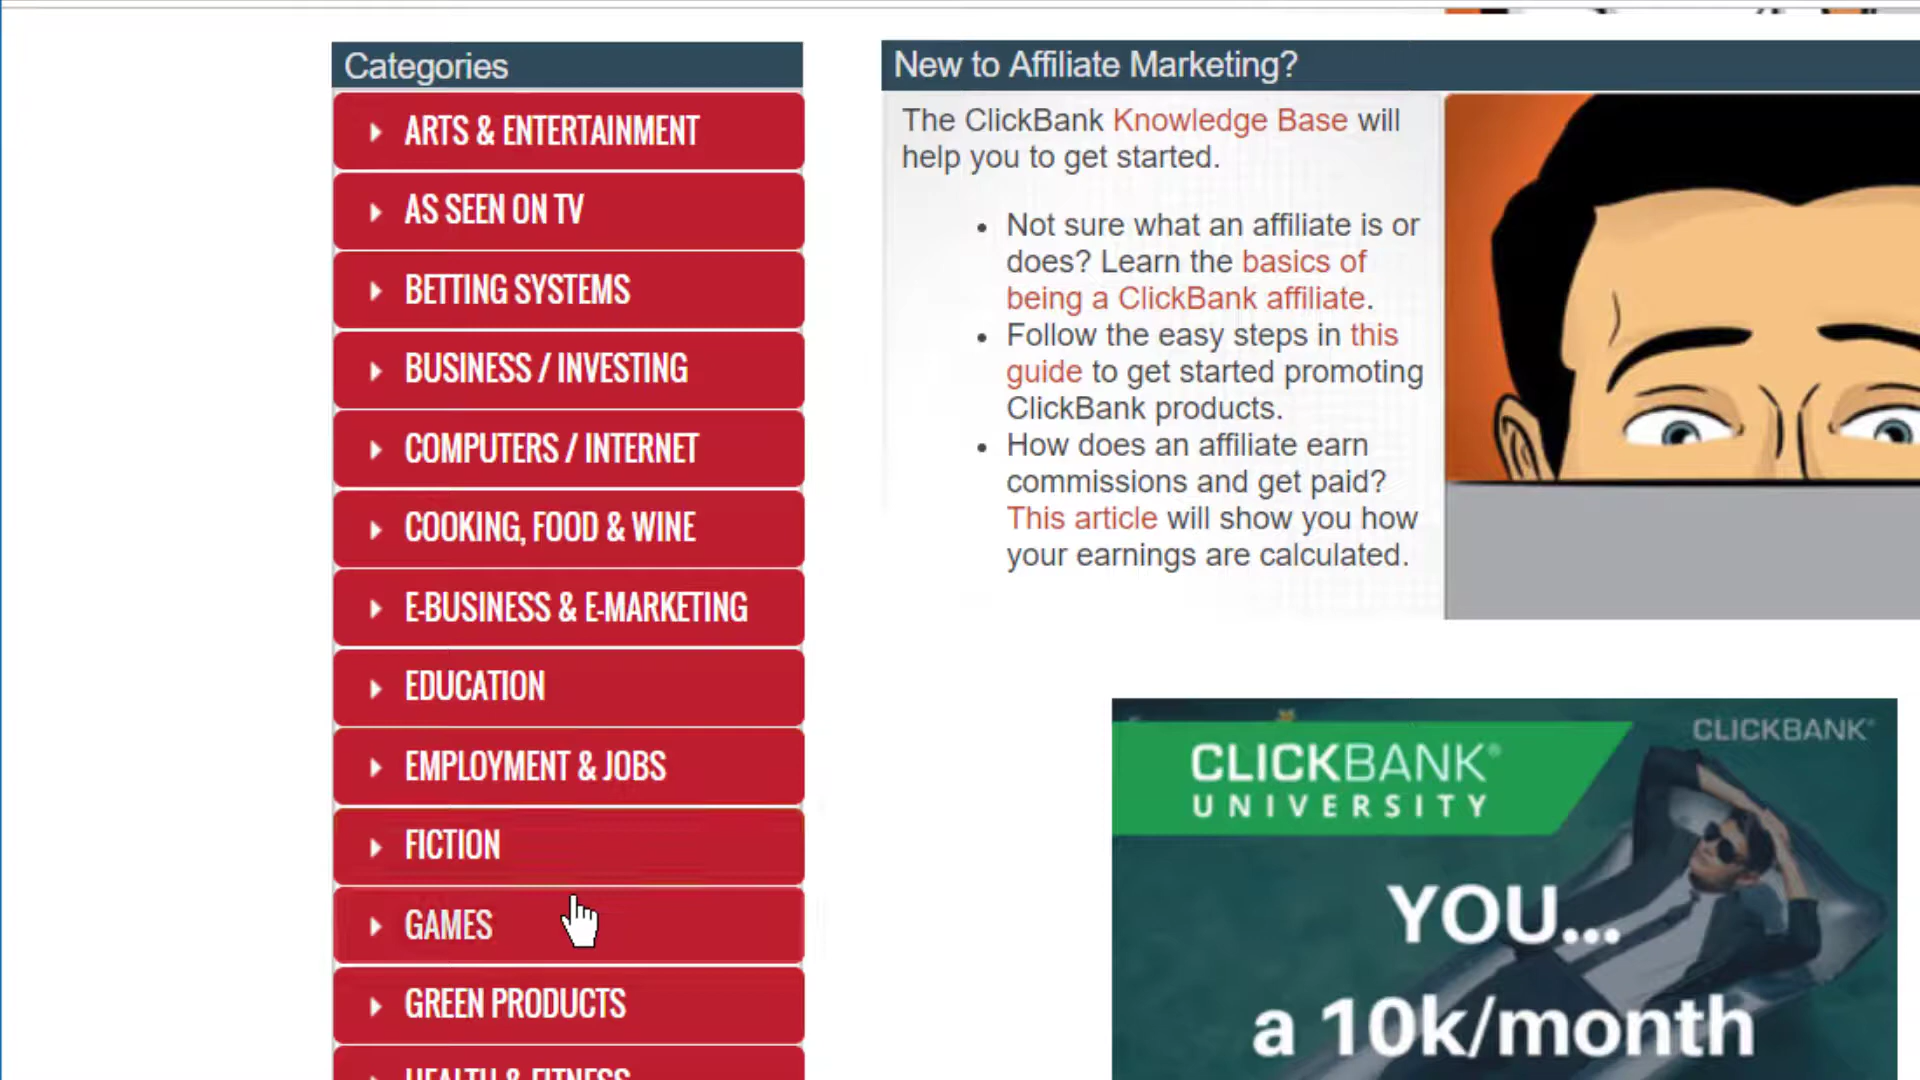 Categories
ARTS & ENTERTAINMENT
AS SEEN ON TV
BETTING SYSTEMS
BUSINESS / INVESTING
COMPUTERS / INTERNET
COOKING, FOOD & WINE
E-BUSINESS & E-MARKETING
EDUCATION
EMPLOYMENT & JOBS
FICTION
GAMES
GREEN PRODUCTS
HEALTH & FITNESS
New to Affiliate Marketing?
The ClickBank Knowledge Base will
help you to get started.
• Not sure what an affiliate is or
does? Learn the basics of
being a ClickBank affiliate.
• Follow the easy steps in this
guide to get started promoting
ClickBank products.
• How does an affiliate earn
commissions and get paid?
This article will show you how
your earnings are calculated.
CLICKBANK®
CLICKBANK®
UNIVERSITY
YOU...
a 10k/month